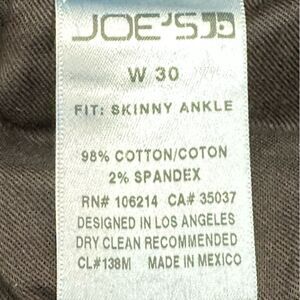 JOE'S
W 30
FIT: SKINNY ANKLE
98% COTTON/COTON
2% SPANDEX
RN# 106214 CA# 35037
DESIGNED IN LOS ANGELES
DRY CLEAN RECOMMENDED
CL#138M MADE IN MEXICO